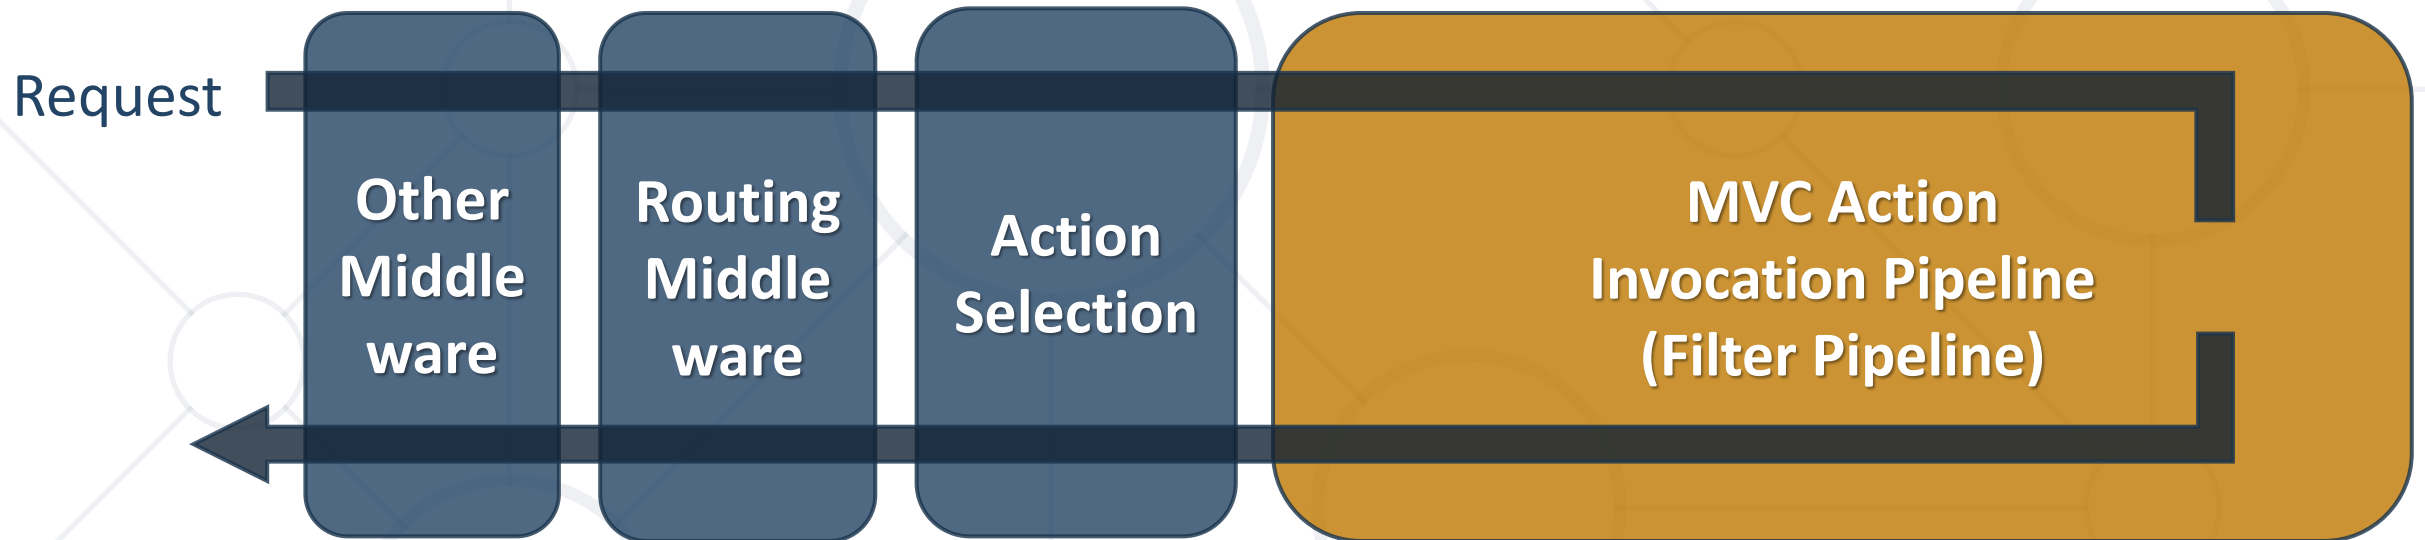 Request
Other
Middle
ware
Routing
Middle
ware
Action
Selection
MVC Action
Invocation Pipeline
(Filter Pipeline)